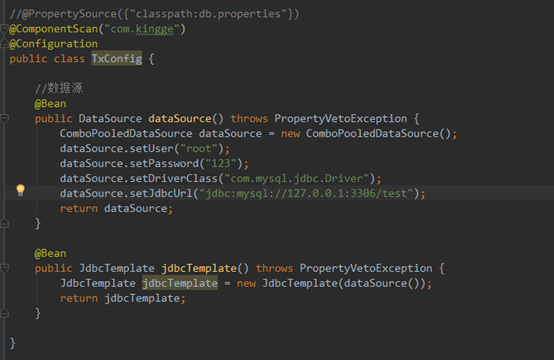 //@PropertySource({"classpath:db.properties"})
@ComponentScan("com.kingge")
@Configuration
public class TxConfig {
//数据源
@Bean
public DataSource dataSource() throws PropertyVetoException {
ComboPooledDataSource dataSource = new ComboPooledDataSource();
dataSource.setUser("root");
dataSource.setPassword("123");
dataSource.setDriverClass("com.mysql.jdbc.Driver");
dataSource.setJdbcUrl("jdbc:mysql://127.0.0.1:3306/test");
return dataSource;
}
@Bean
public JdbcTemplate jdbcTemplate() throws PropertyVetoException {
JdbcTemplate jdbcTemplate = new JdbcTemplate(dataSource());
return jdbcTemplate;
}
}